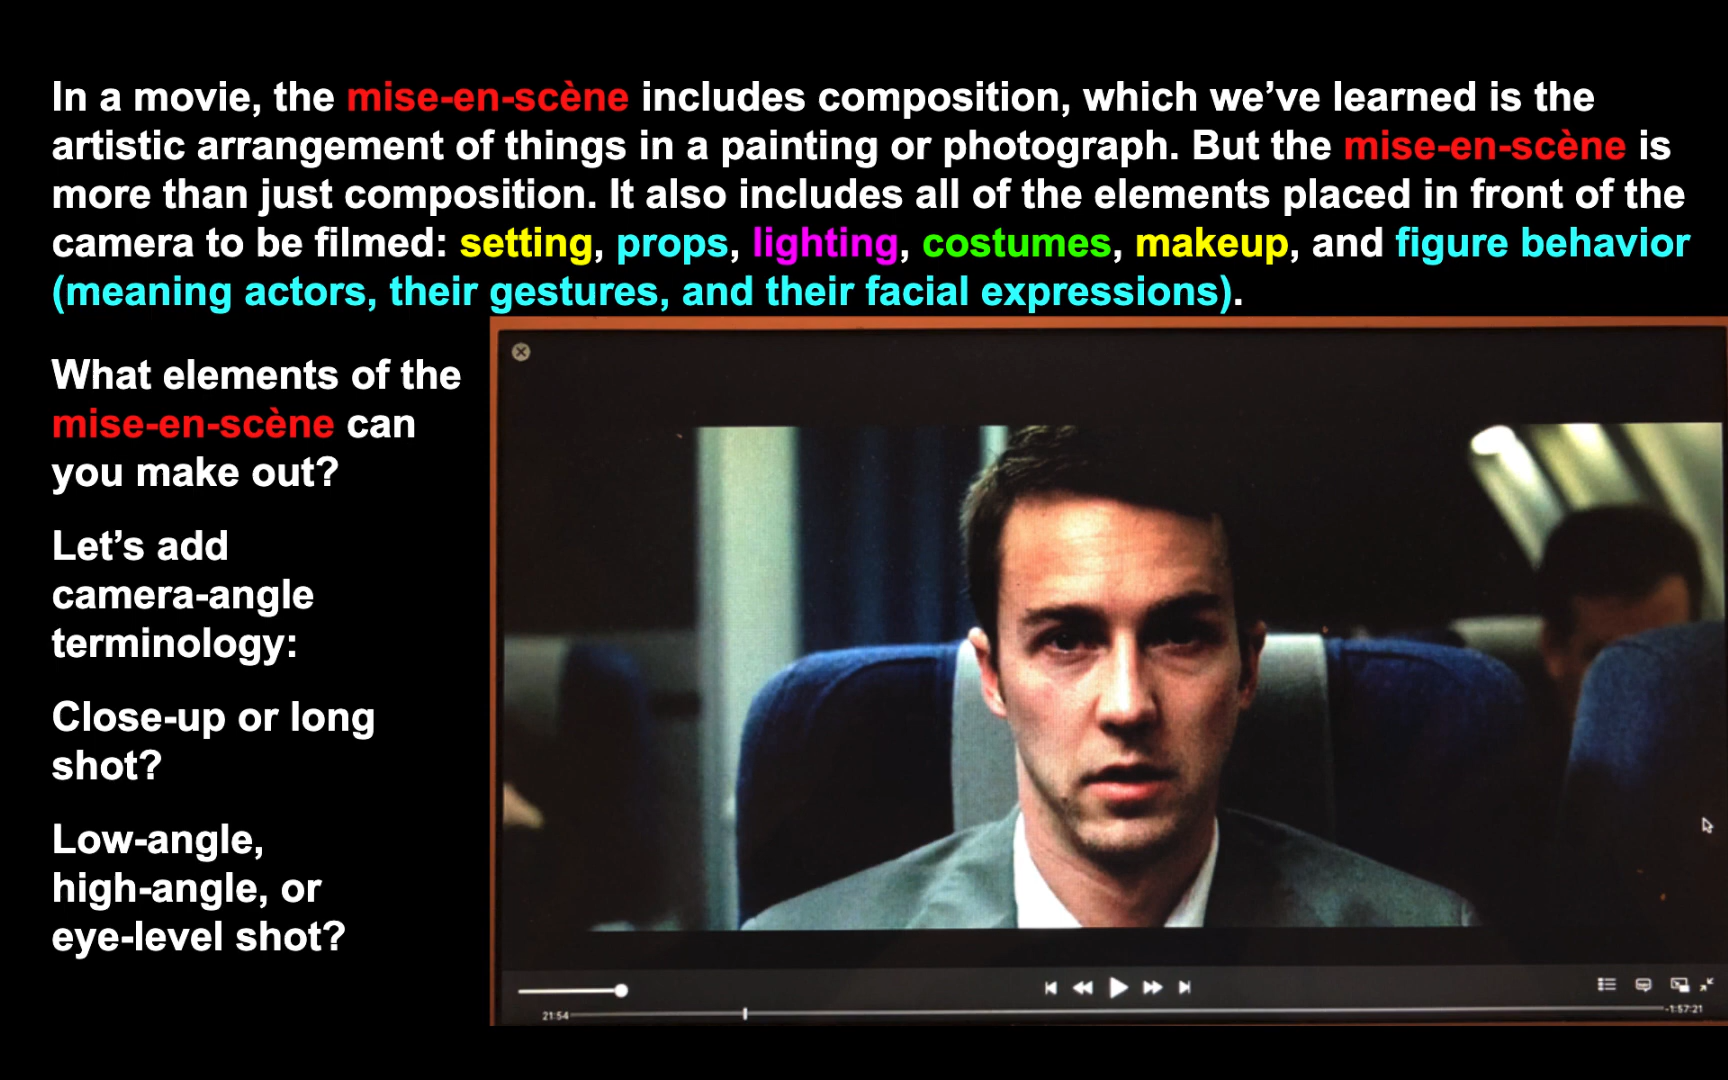 In a movie, the mise-en-scène includes composition, which we’ve learned is the
artistic arrangement of things in a painting or photograph. But the mise-en-scène is
more than just composition. It also includes all of the elements placed in front of the
camera to be filmed: setting, props, lighting, costumes, makeup, and figure behavior
(meaning actors, their gestures, and their facial expressions).
What elements of the
mise-en-scène can
you make out?
Let’s add
camera-angle
terminology:
Close-up or long
shot?
Low-angle,
high-angle, or
eye-level shot?
21:54
-1:57:21